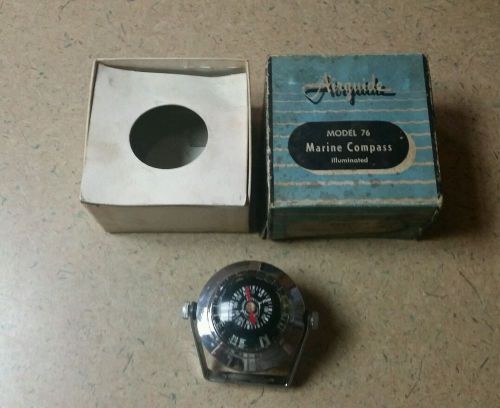 Airguide
MODEL 76
Marine Compass
Illuminated